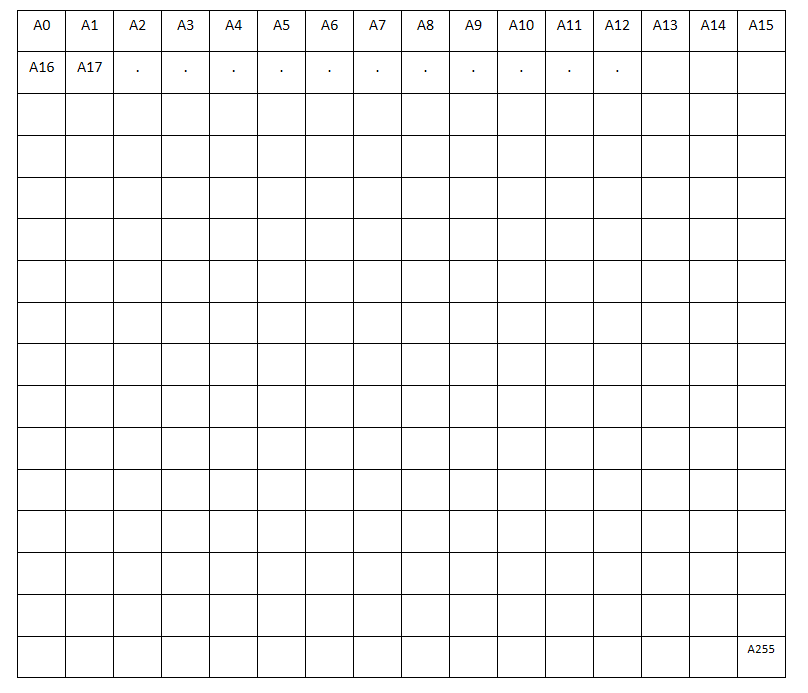 A0 A1 A2 A3 A4 A5 A6 A7 A8 A9 A10 A11 A12 A13 A14 A15
A16 A17 . . . . . . . . . . .
A255